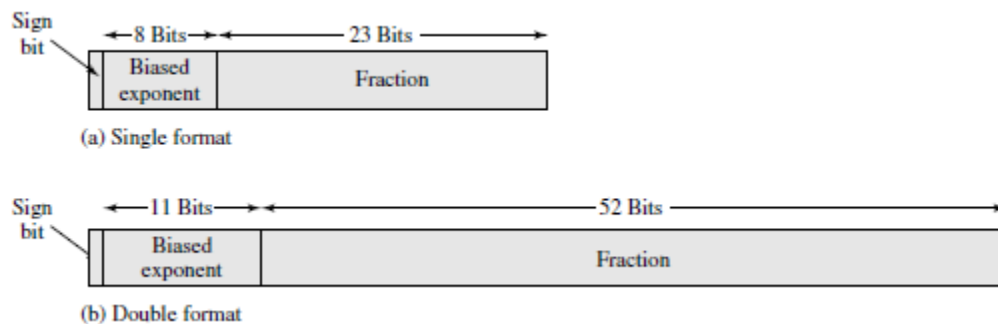 Sign
bit
8 Bits
23 Bits
Biased
exponent
Fraction
(a) Single format
Sign
bit
11 Bits
52 Bits
Biased
exponent
Fraction
(b) Double format